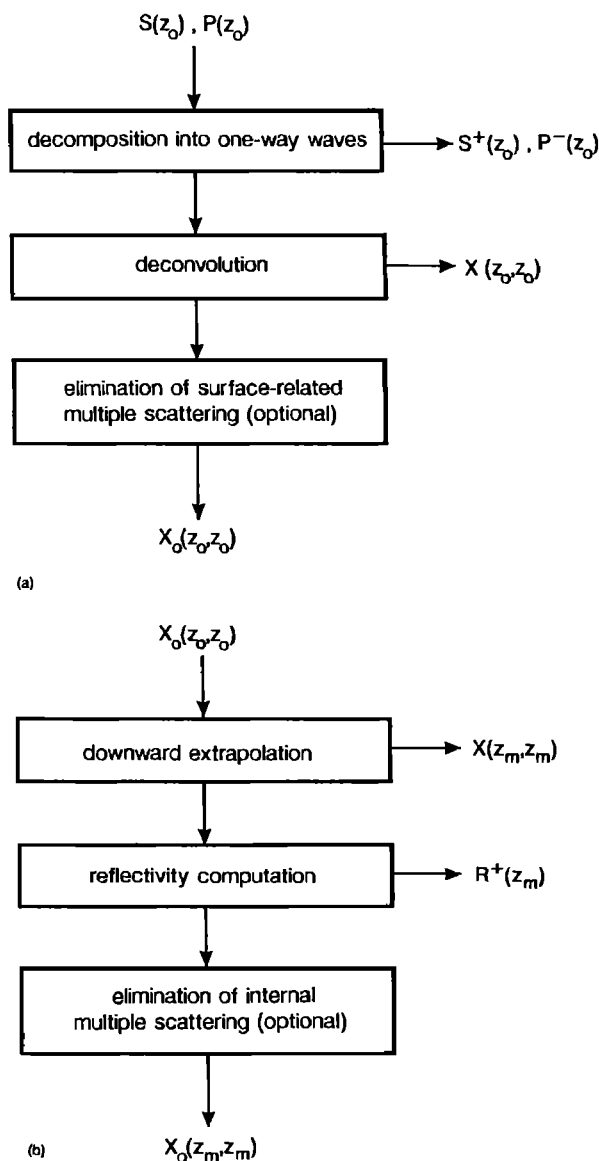 S(z₀) , P(z₀)
decomposition into one-way waves
S⁺(z₀) , P⁻(z₀)
deconvolution
X (z₀,z₀)
elimination of surface-related
multiple scattering (optional)
X₀(z₀,z₀)
(a)
X₀(z₀,z₀)
downward extrapolation
X(zₘ,zₘ)
reflectivity computation
R⁺(zₘ)
elimination of internal
multiple scattering (optional)
X₀(zₘ,zₘ)
(b)